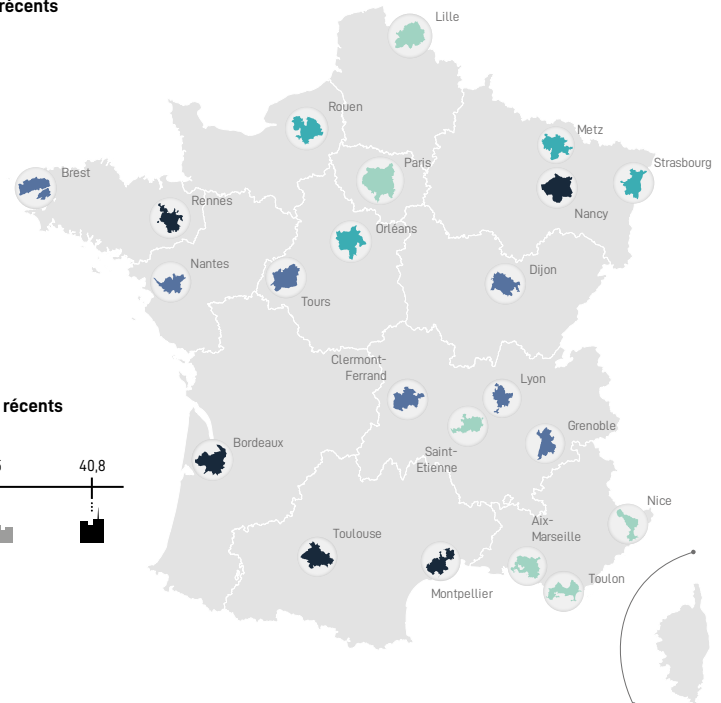 récents
Lille
Rouen
Metz
Paris
Strasbourg
Brest
Rennes
Nancy
Orléans
Nantes
Dijon
Tours
Clermont-
Ferrand
Lyon
récents
Grenoble
Bordeaux
Saint-
Etienne
40,8
Nice
Aix-
Marseille
Toulouse
Toulon
Montpellier